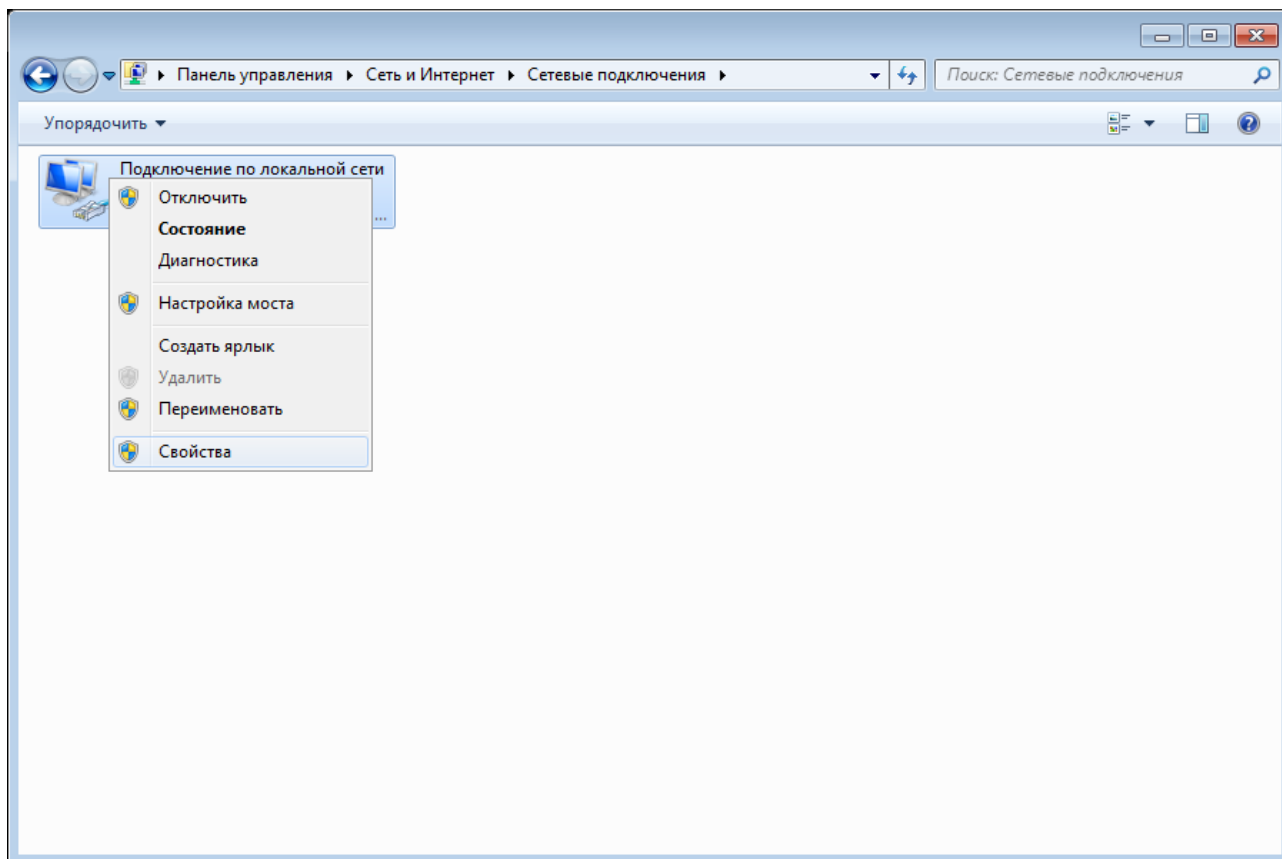 Панель управления Сеть и Интернет Сетевые подключения Поиск: Сетевые подключения
Упорядочить
Подключение по локальной сети
Отключить
...
Состояние
Диагностика
Настройка моста
Создать ярлык
Удалить
Переименовать
Свойства